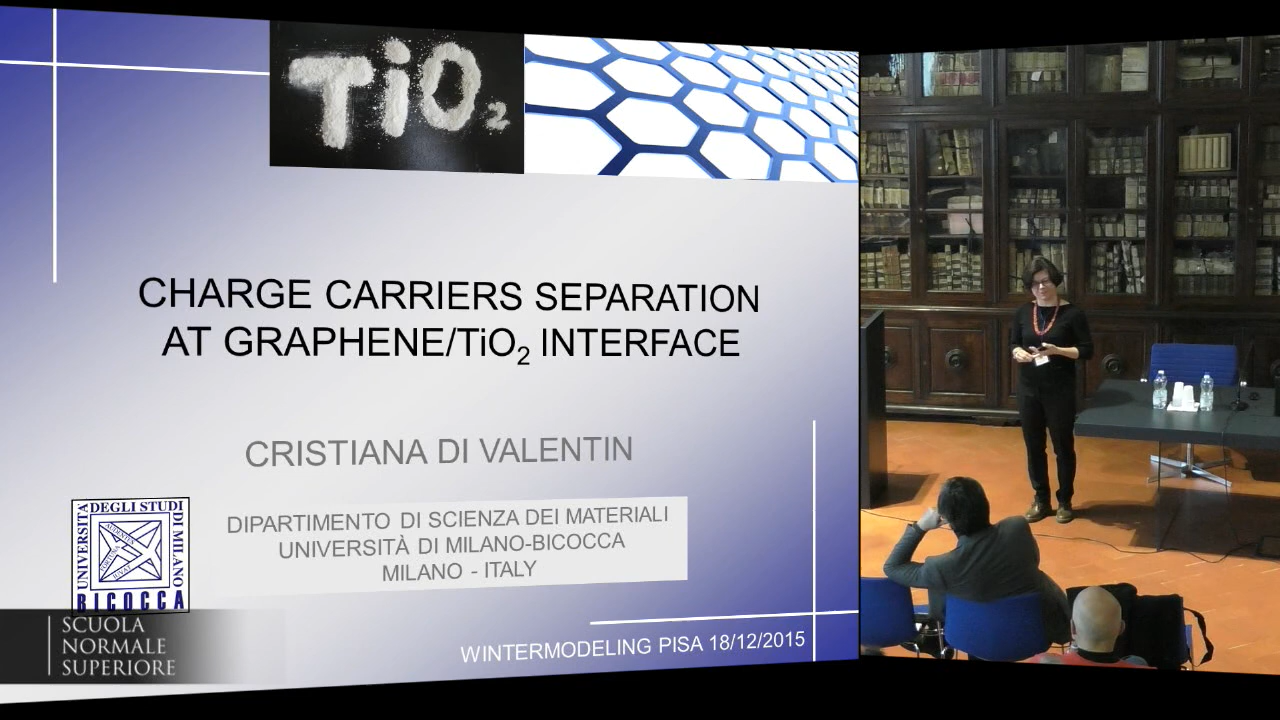 TiO2
CHARGE CARRIERS SEPARATION
AT GRAPHENE/TiO2 INTERFACE
CRISTIANA DI VALENTIN
DIPARTIMENTO DI SCIENZA DEI MATERIALI
UNIVERSITÀ DI MILANO-BICOCCA
MILANO - ITALY
UNIVERSITÀ DEGLI STUDI DI MILANO
BICOCCA
SCUOLA
NORMALE
SUPERIORE
WINTERMODELING PISA 18/12/2015